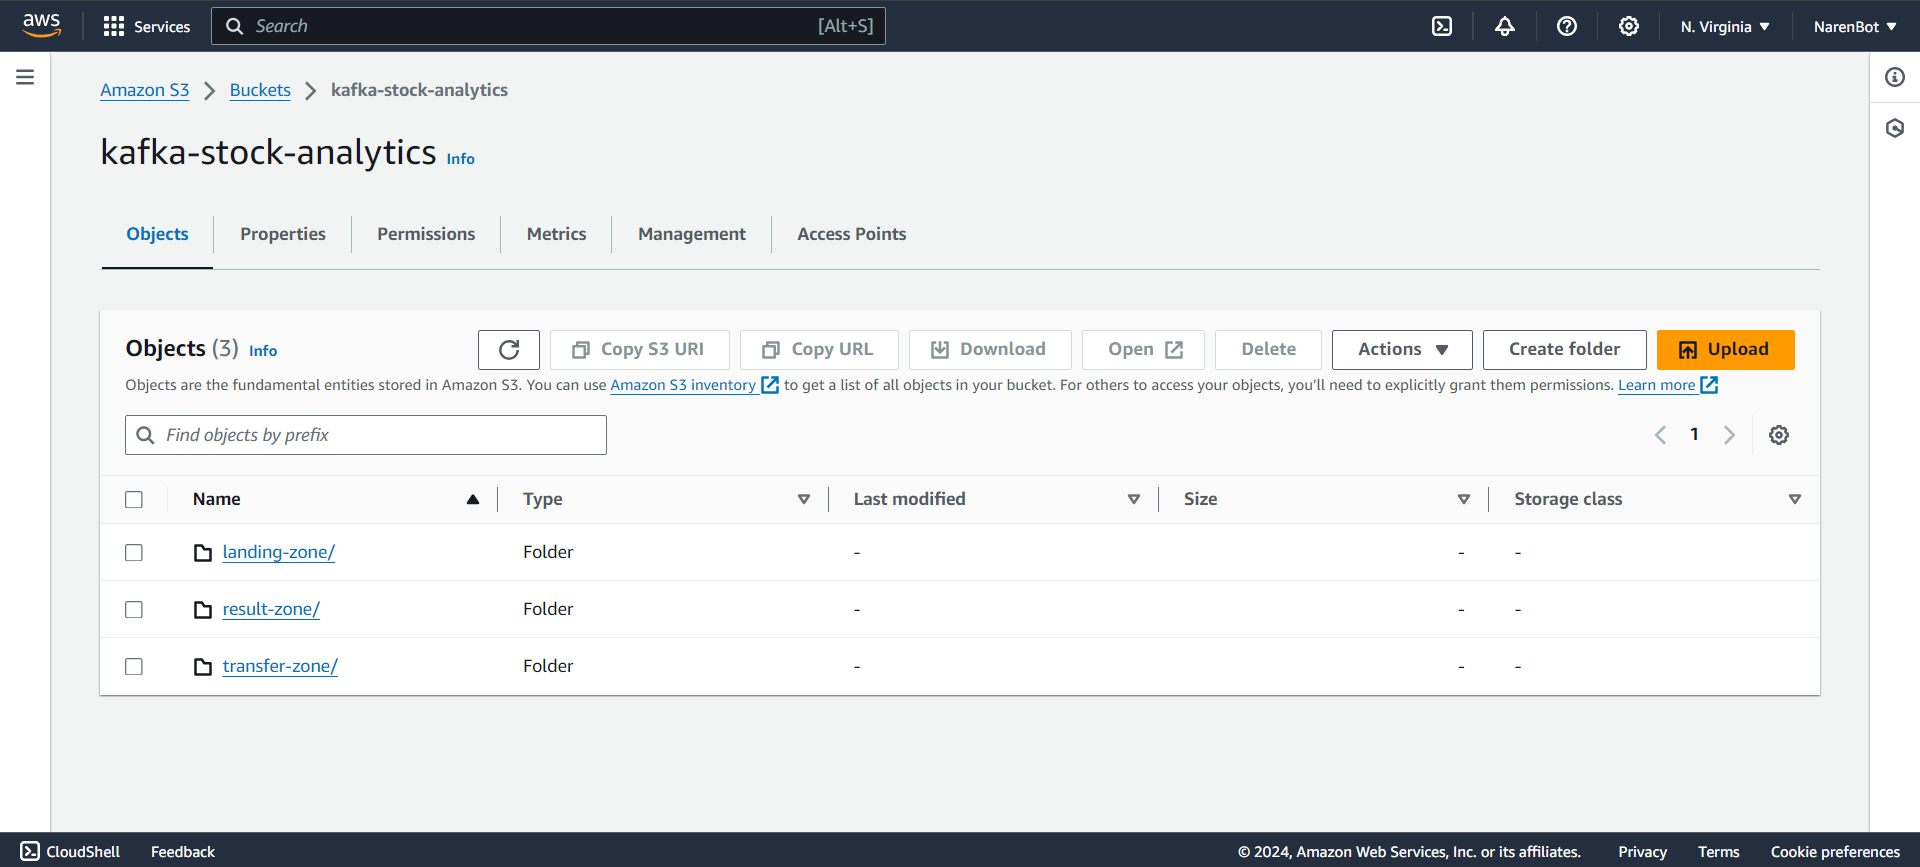 aws Services Search [Alt+S] N. Virginia NarenBot
Amazon S3 Buckets kafka-stock-analytics
kafka-stock-analytics Info
Objects Properties Permissions Metrics Management Access Points
Objects (3) Info Copy S3 URI Copy URL Download Open Delete Actions Create folder Upload
Objects are the fundamental entities stored in Amazon S3. You can use Amazon S3 inventory to get a list of all objects in your bucket. For others to access your objects, you'll need to explicitly grant them permissions. Learn more
Find objects by prefix 1
Name Type Last modified Size Storage class
landing-zone/ Folder - - -
result-zone/ Folder - - -
transfer-zone/ Folder - - -
CloudShell Feedback © 2024, Amazon Web Services, Inc. or its affiliates. Privacy Terms Cookie preferences